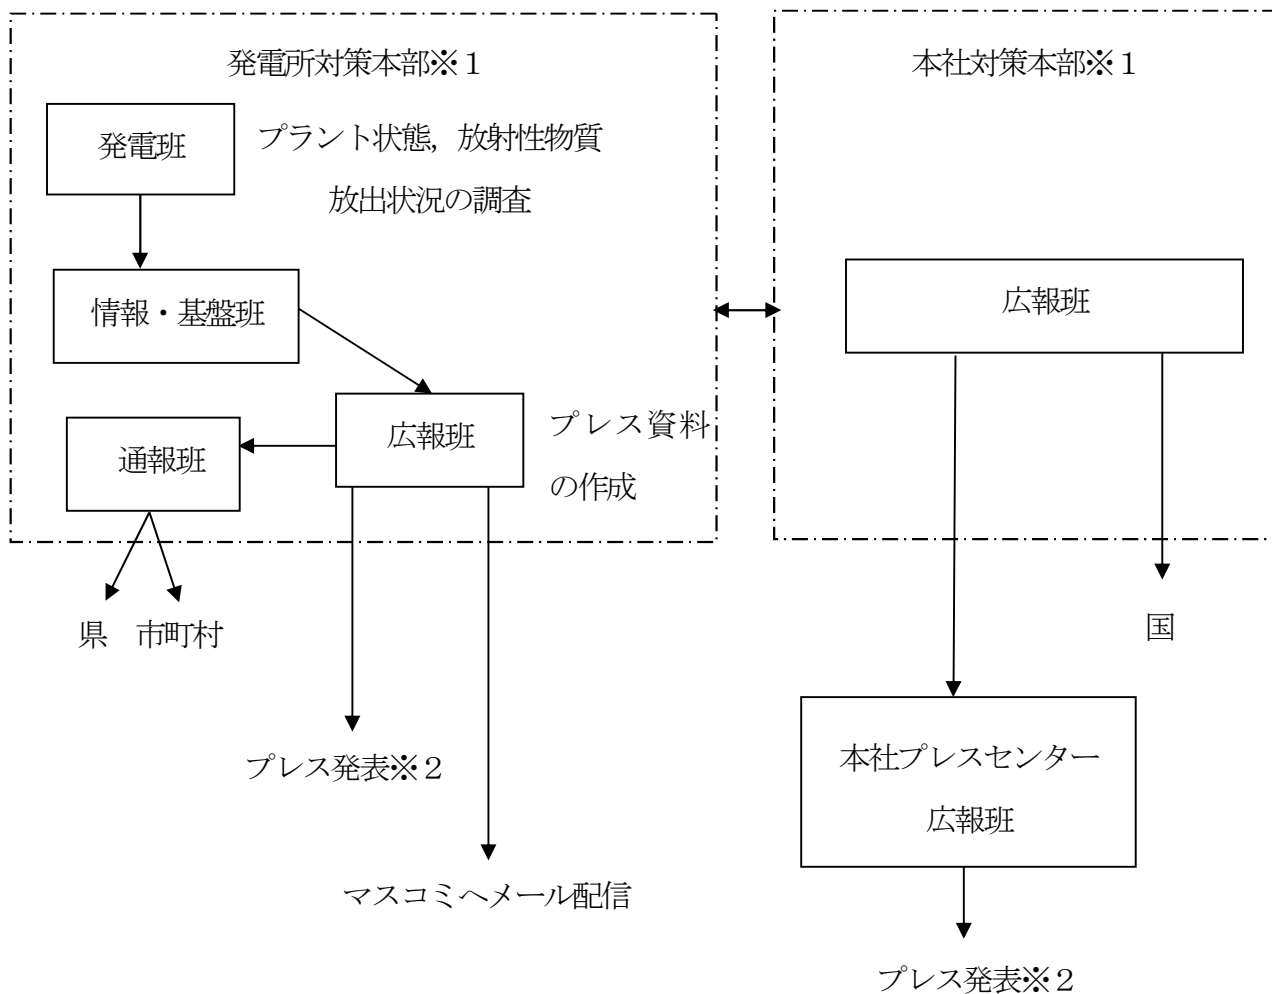 発電所対策本部※１
発電班
プラント状態，放射性物質
放出状況の調査
情報・基盤班
広報班
プレス資料
の作成
通報班
県　市町村
プレス発表※２
マスコミへメール配信
本社対策本部※１
広報班
国
本社プレスセンター
広報班
プレス発表※２